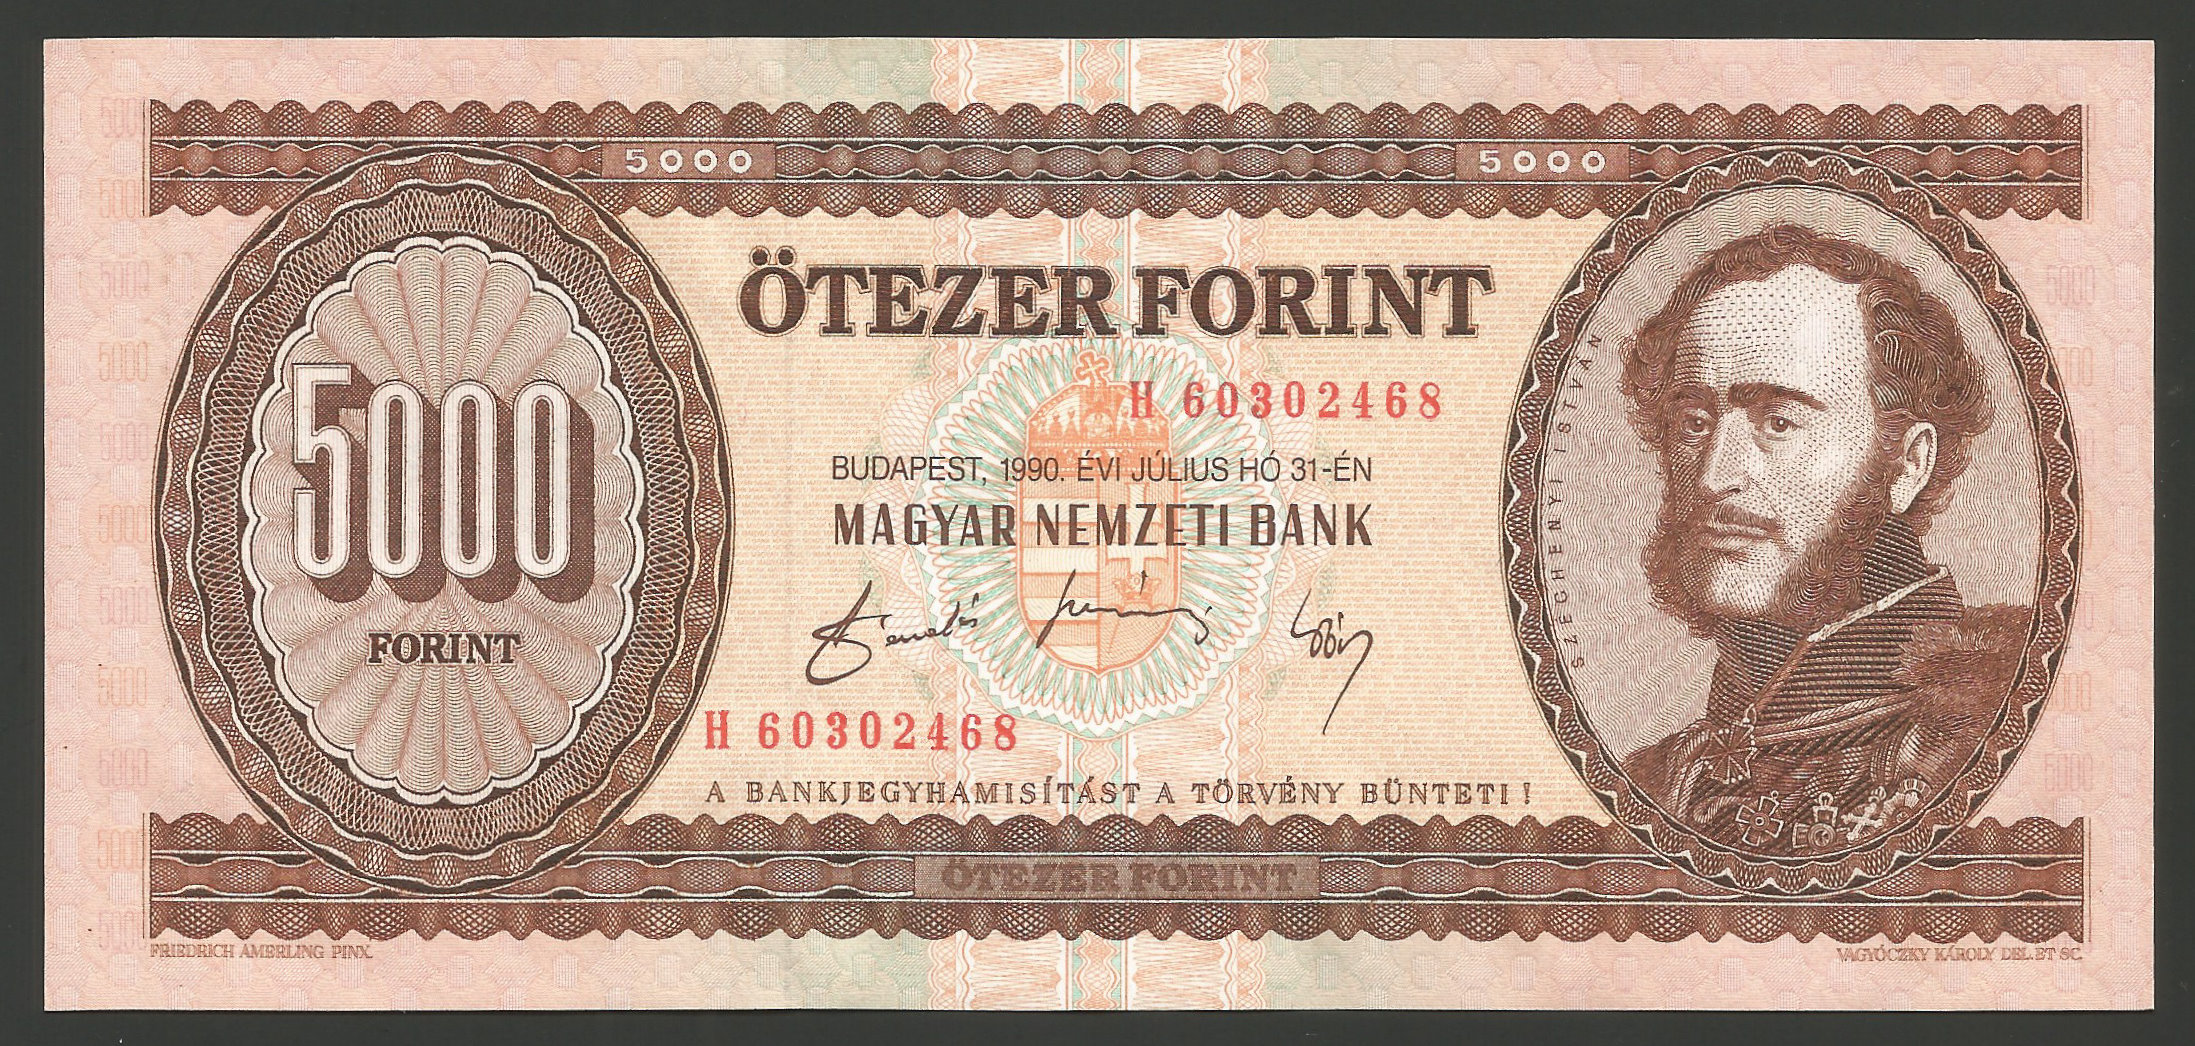 5000 5000
ÖTEZER FORINT
H 60302468
5000
FORINT
BUDAPEST, 1990. ÉVI JÚLIUS HÓ 31-ÉN
MAGYAR NEMZETI BANK
SZÉCHENYI ISTVÁN
H 60302468
A BANKJEGYHAMISÍTÁST A TÖRVÉNY BÜNTETI !
ÖTEZER FORINT
FRIEDRICH AMERLING PINX.
VAGYÓCZKY KÁROLY DEL. ET SC.